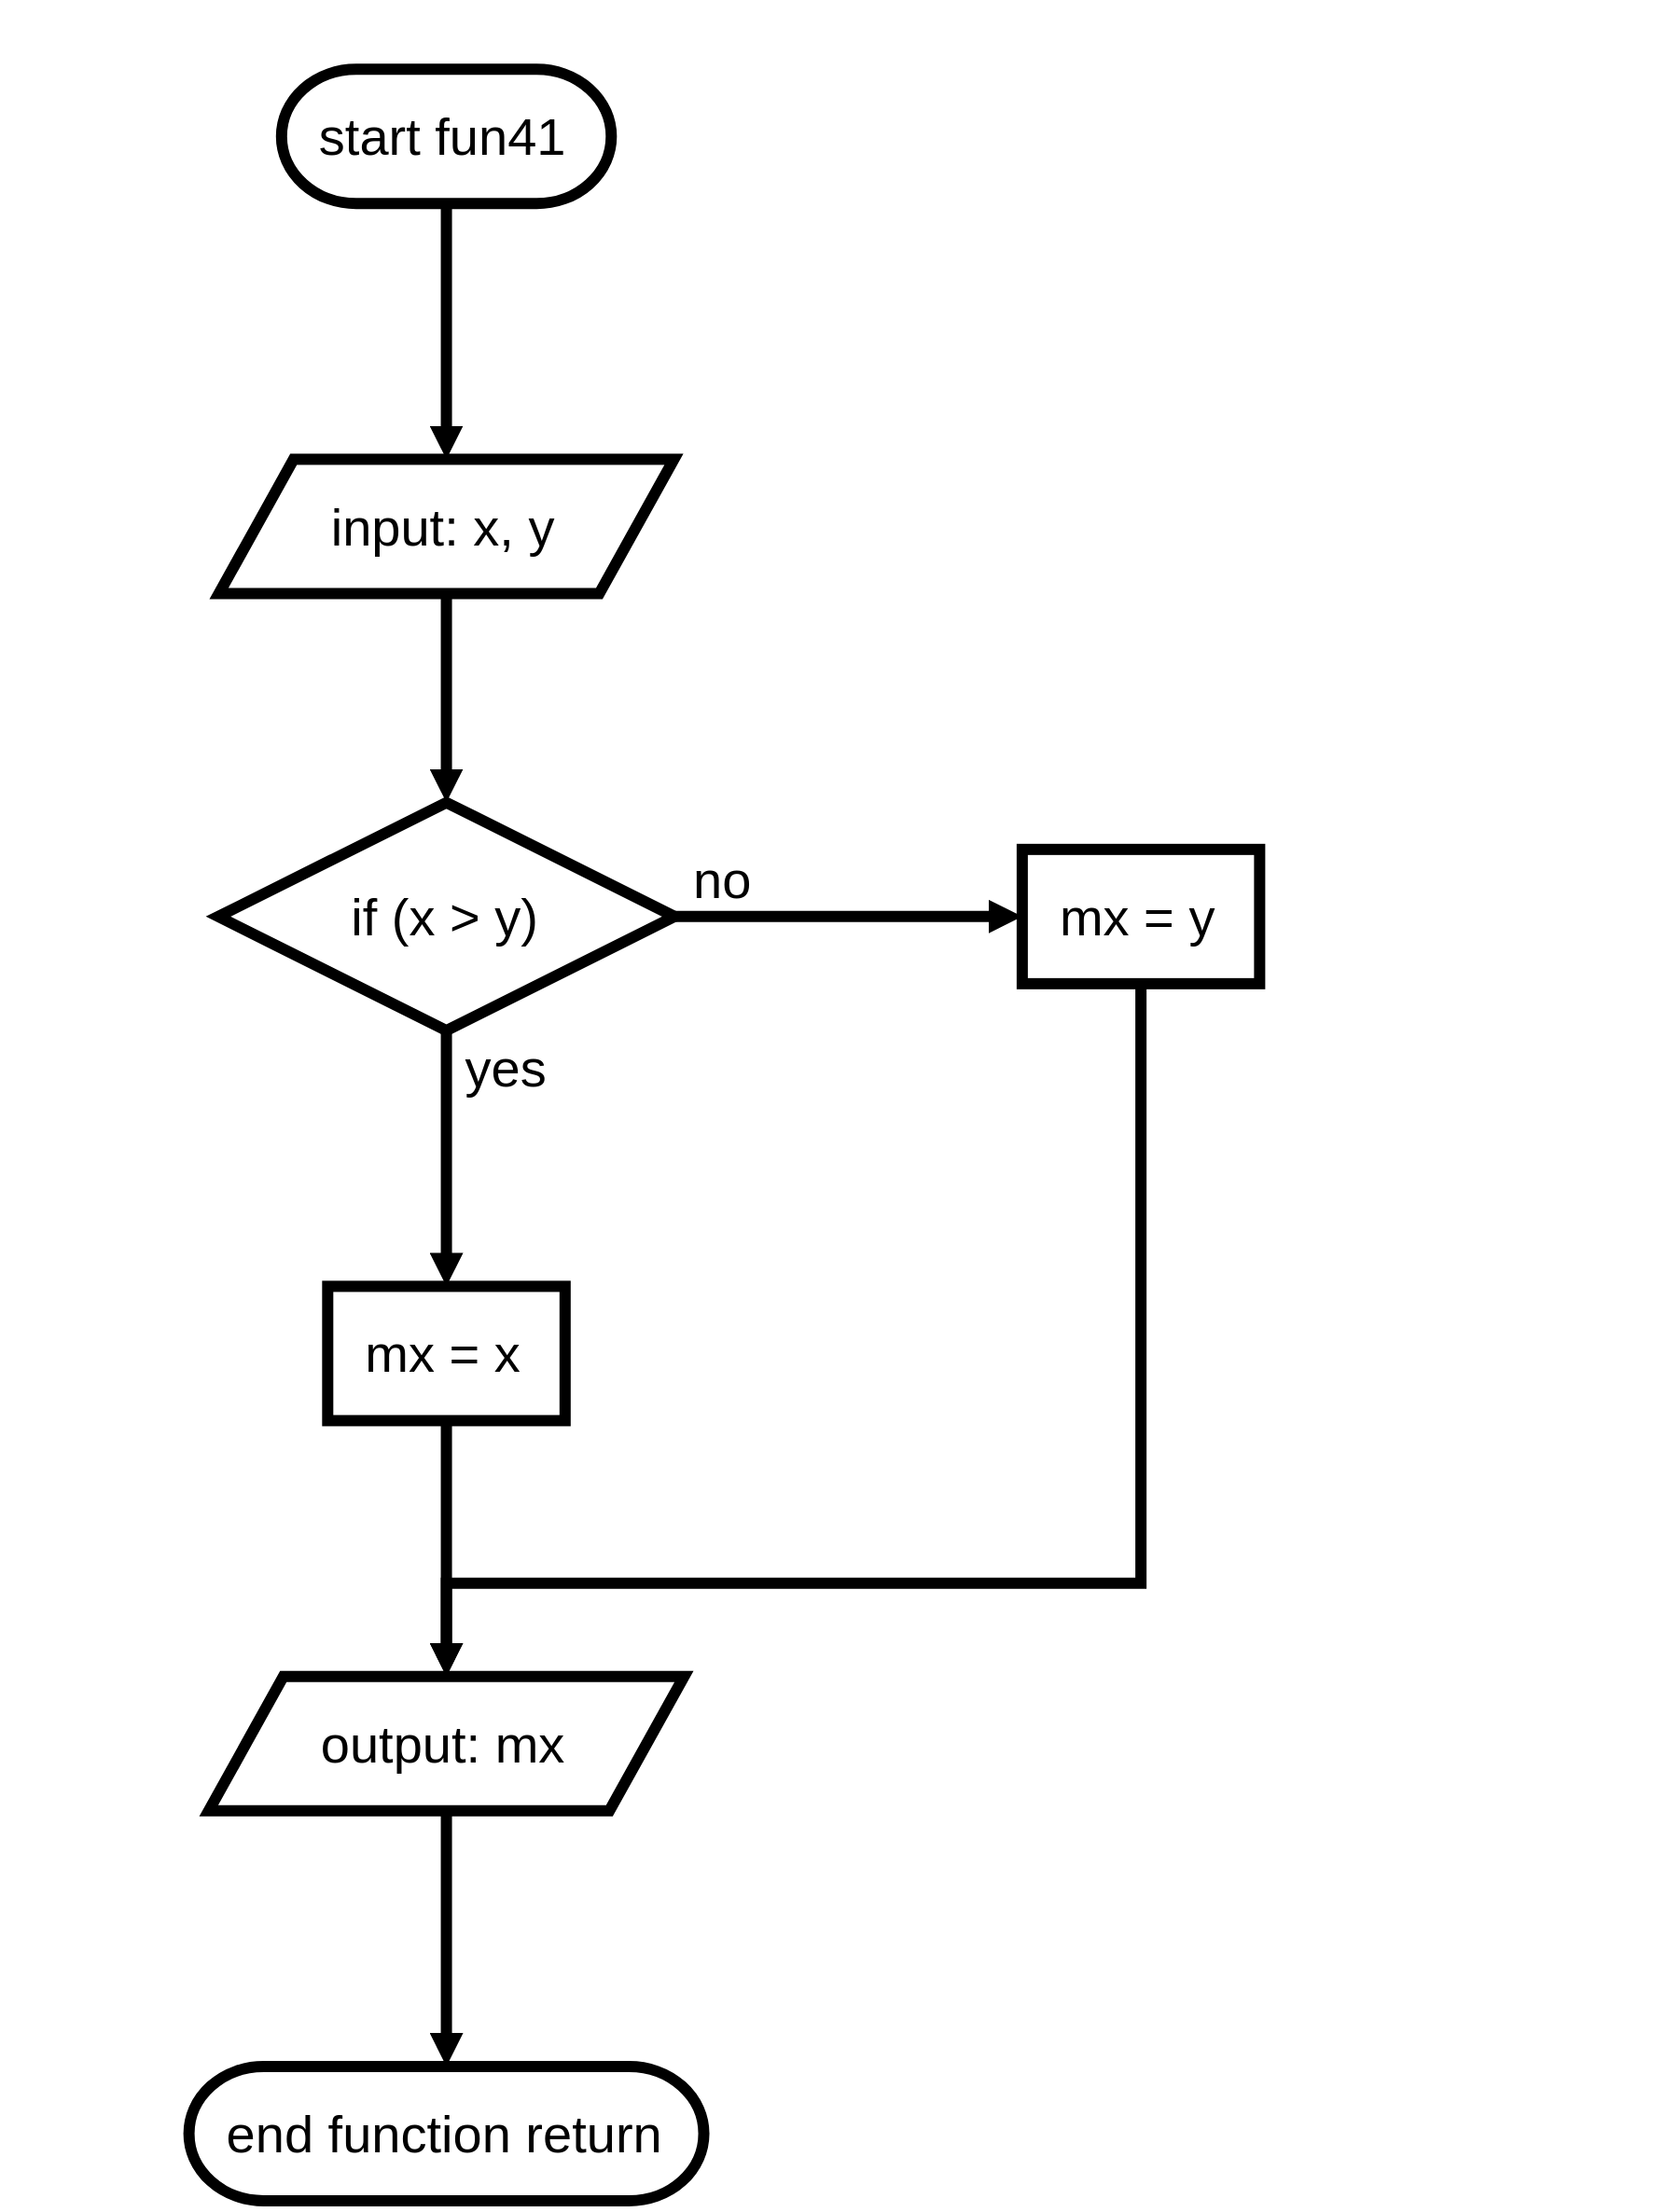 start fun41
input: x, y
if (x > y)
no
mx = y
yes
mx = x
output: mx
end function return